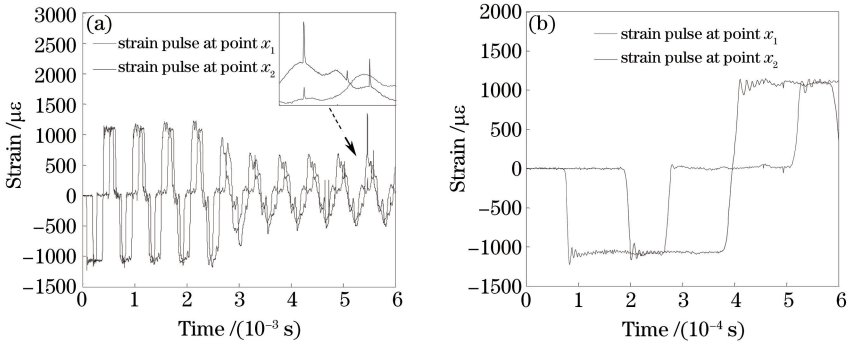 (a)
3000
2500
2000
1500
1000
500
0
−500
−1000
−1500
Strain /με
strain pulse at point x1
strain pulse at point x2
0 1 2 3 4 5 6
Time /(10−3 s)
(b)
2000
1500
1000
500
0
−500
−1000
−1500
Strain /με
strain pulse at point x1
strain pulse at point x2
0 1 2 3 4 5 6
Time /(10−4 s)